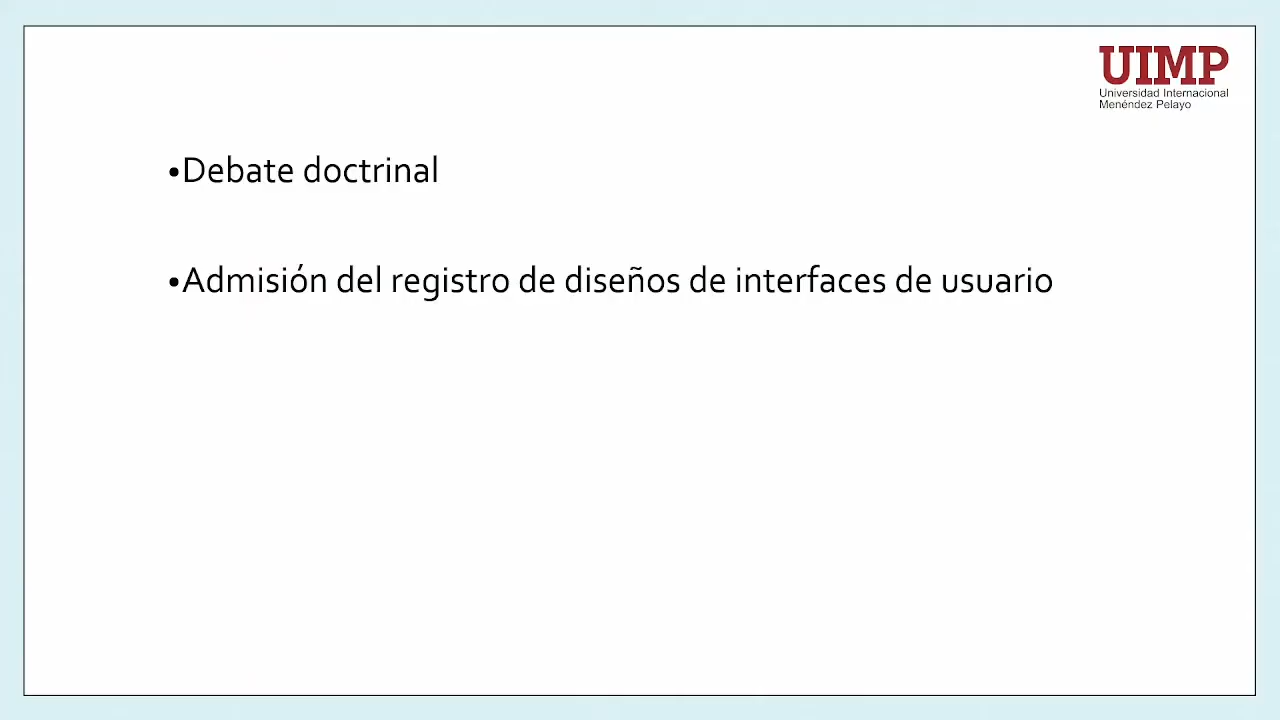 UIMP
Universidad Internacional
Menéndez Pelayo
•Debate doctrinal
•Admisión del registro de diseños de interfaces de usuario